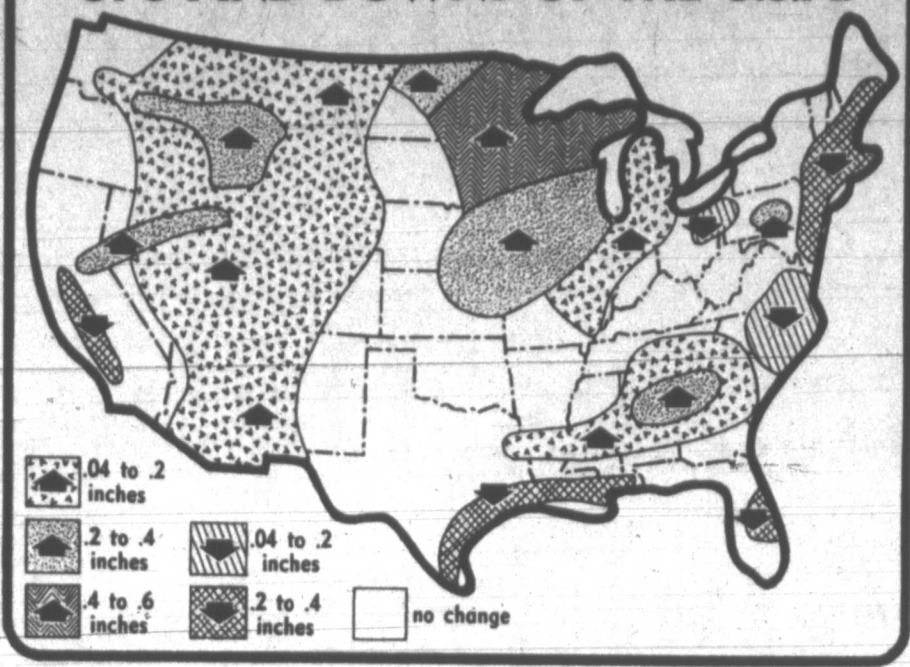 .04 to .2
inches
.2 to .4
inches
.4 to .6
inches
.04 to .2
inches
.2 to .4
inches
no change